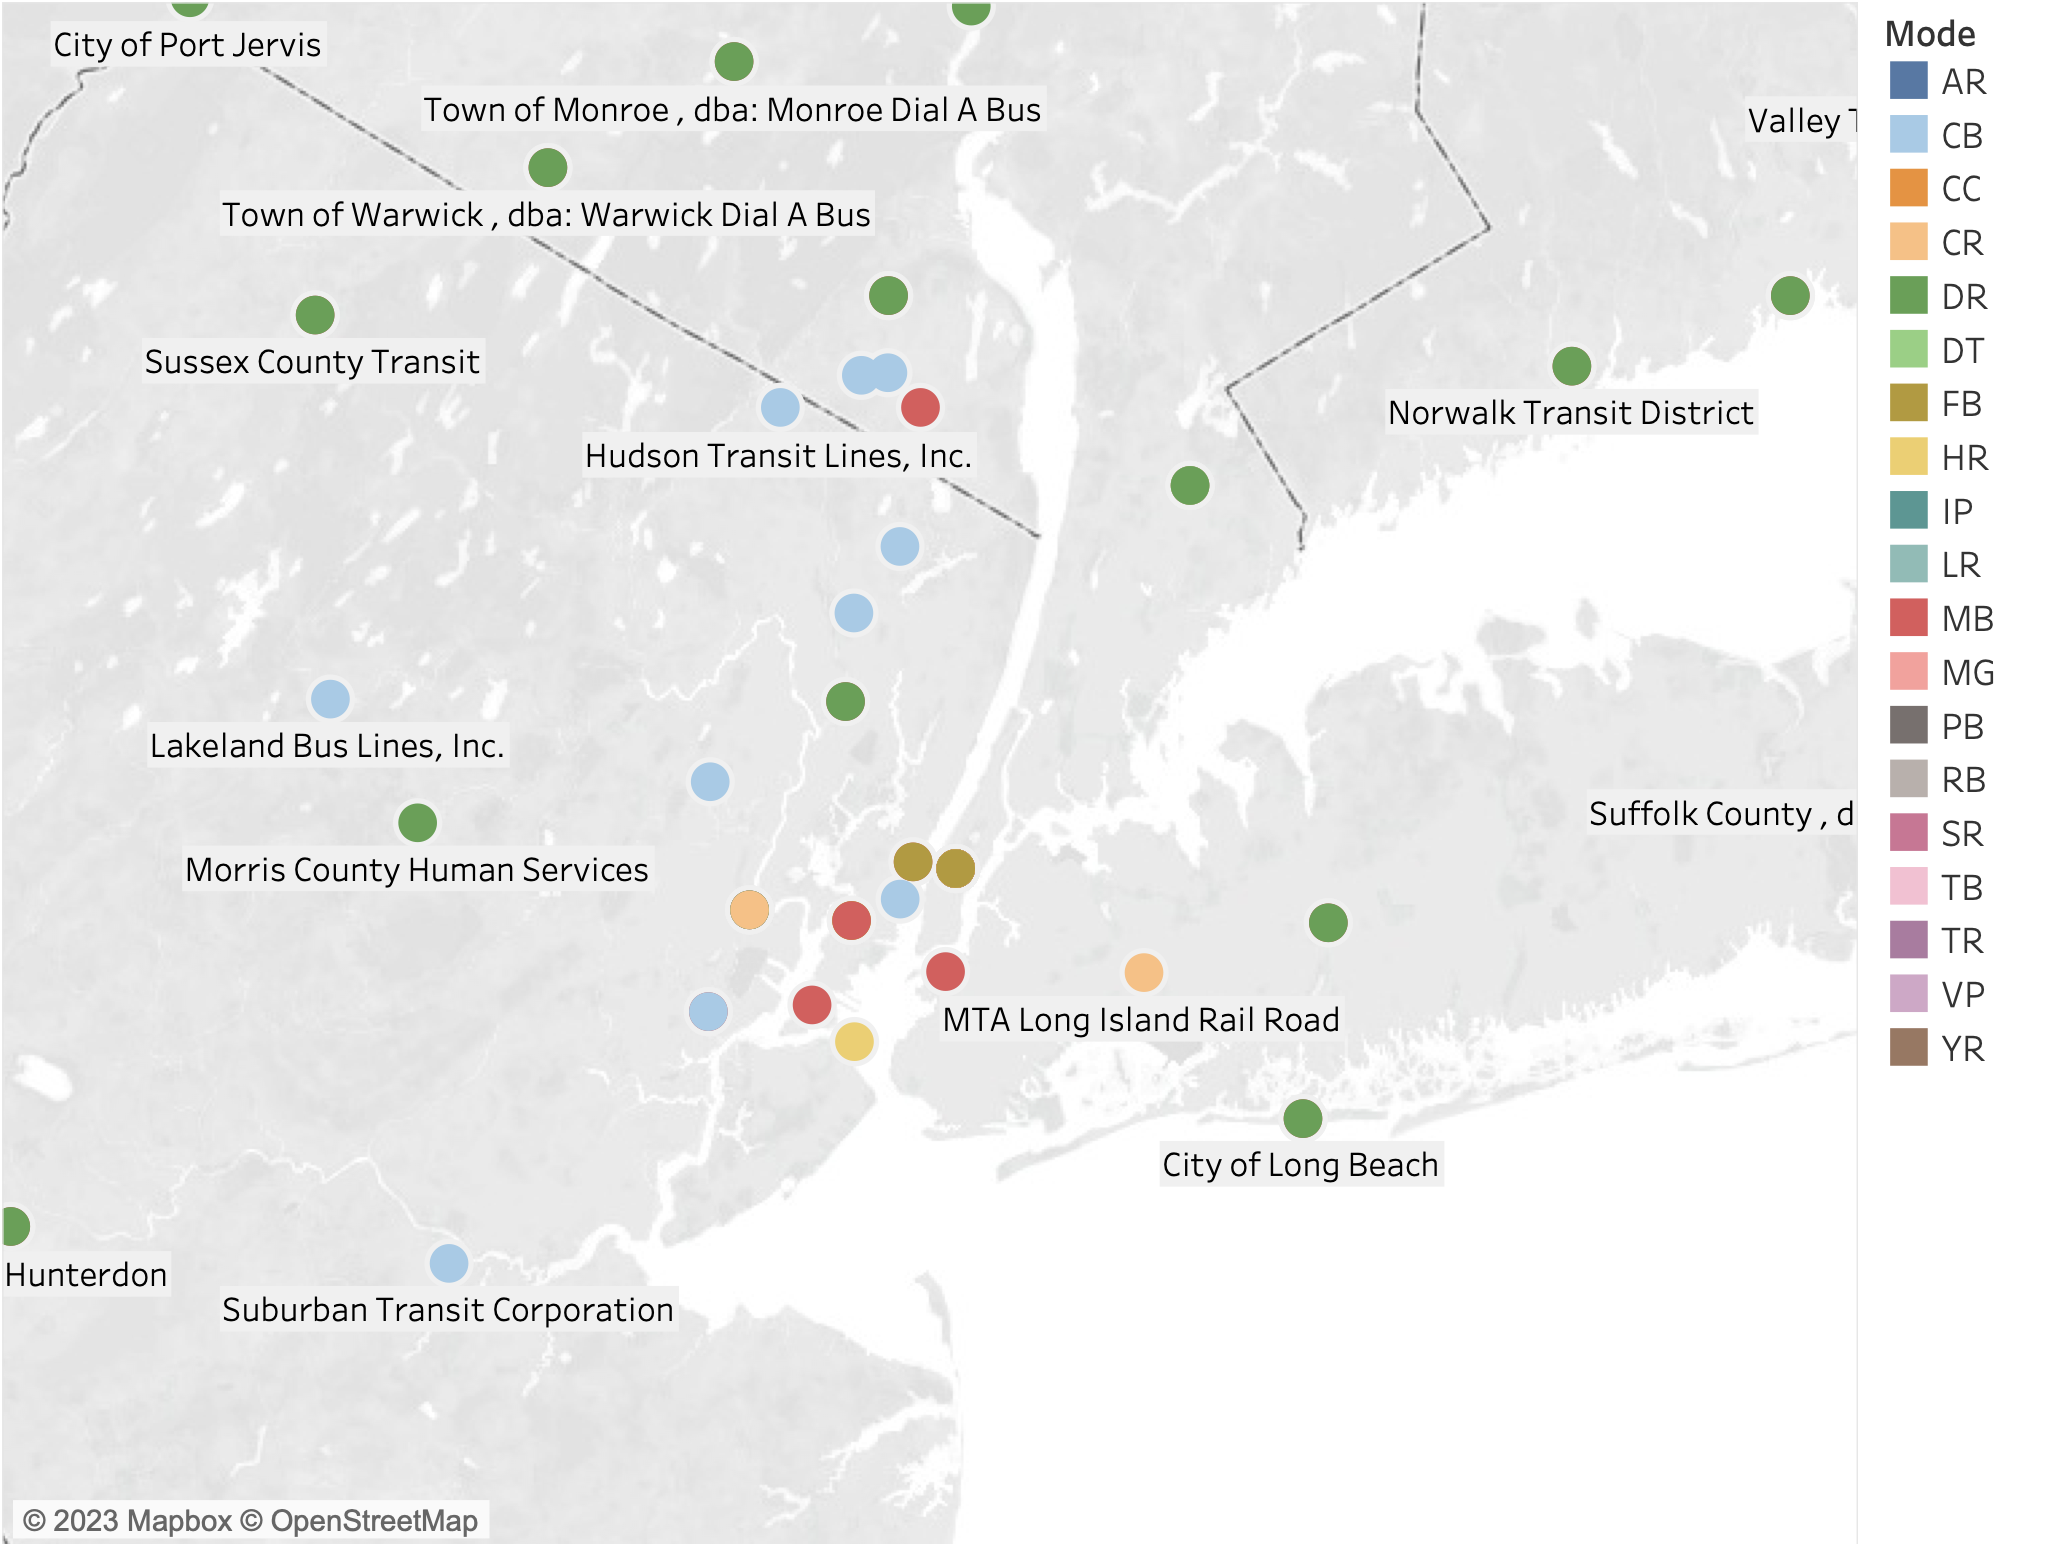 City of Port Jervis
Town of Monroe , dba: Monroe Dial A Bus
Valley
Town of Warwick , dba: Warwick Dial A Bus
Sussex County Transit
Norwalk Transit District
Hudson Transit Lines, Inc.
Lakeland Bus Lines, Inc.
Suffolk County , d
Morris County Human Services
MTA Long Island Rail Road
City of Long Beach
Hunterdon
Suburban Transit Corporation
© 2023 Mapbox © OpenStreetMap
Mode
AR
CB
CC
CR
DR
DT
FB
HR
IP
LR
MB
MG
PB
RB
SR
TB
TR
VP
YR